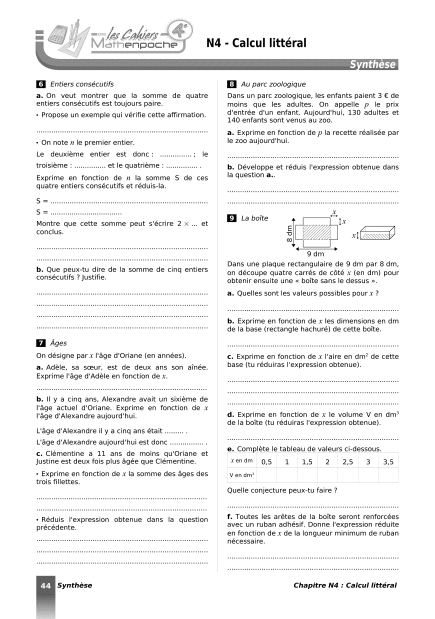 les Cahiers
Mathenpoche
4e
N4 - Calcul littéral
Synthèse
6 Entiers consécutifs
a. On veut montrer que la somme de quatre
entiers consécutifs est toujours paire.
• Propose un exemple qui vérifie cette affirmation.
• On note n le premier entier.
Le deuxième entier est donc : ............... ; le
troisième : ............... et le quatrième : ............... .
Exprime en fonction de n la somme S de ces
quatre entiers consécutifs et réduis-la.
S = ...............
S = ...............
Montre que cette somme peut s'écrire 2 × ... et
conclus.
b. Que peux-tu dire de la somme de cinq entiers
consécutifs ? Justifie.
7 Âges
On désigne par x l'âge d'Oriane (en années).
a. Adèle, sa sœur, est de deux ans son aînée.
Exprime l'âge d'Adèle en fonction de x.
b. Il y a cinq ans, Alexandre avait un sixième de
l'âge actuel d'Oriane. Exprime en fonction de x
l'âge d'Alexandre aujourd'hui.
L'âge d'Alexandre il y a cinq ans était ......... .
L'âge d'Alexandre aujourd'hui est donc ............... .
c. Clémentine a 11 ans de moins qu'Oriane et
Justine est deux fois plus âgée que Clémentine.
• Exprime en fonction de x la somme des âges des
trois fillettes.
• Réduis l'expression obtenue dans la question
précédente.
8 Au parc zoologique
Dans un parc zoologique, les enfants paient 3 € de
moins que les adultes. On appelle p le prix
d'entrée d'un enfant. Aujourd'hui, 130 adultes et
140 enfants sont venus au zoo.
a. Exprime en fonction de p la recette réalisée par
le zoo aujourd'hui.
b. Développe et réduis l'expression obtenue dans
la question a..
9 La boîte
x
x
8 dm
9 dm
x
Dans une plaque rectangulaire de 9 dm par 8 dm,
on découpe quatre carrés de côté x (en dm) pour
obtenir ensuite une « boîte sans le dessus ».
a. Quelles sont les valeurs possibles pour x ?
b. Exprime en fonction de x les dimensions en dm
de la base (rectangle hachuré) de cette boîte.
c. Exprime en fonction de x l'aire en dm² de cette
base (tu réduiras l'expression obtenue).
d. Exprime en fonction de x le volume V en dm³
de la boîte (tu réduiras l'expression obtenue).
e. Complète le tableau de valeurs ci-dessous.
x en dm 0,5 1 1,5 2 2,5 3 3,5
V en dm³
Quelle conjecture peux-tu faire ?
f. Toutes les arêtes de la boîte seront renforcées
avec un ruban adhésif. Donne l'expression réduite
en fonction de x de la longueur minimum de ruban
nécessaire.
44 Synthèse
Chapitre N4 : Calcul littéral